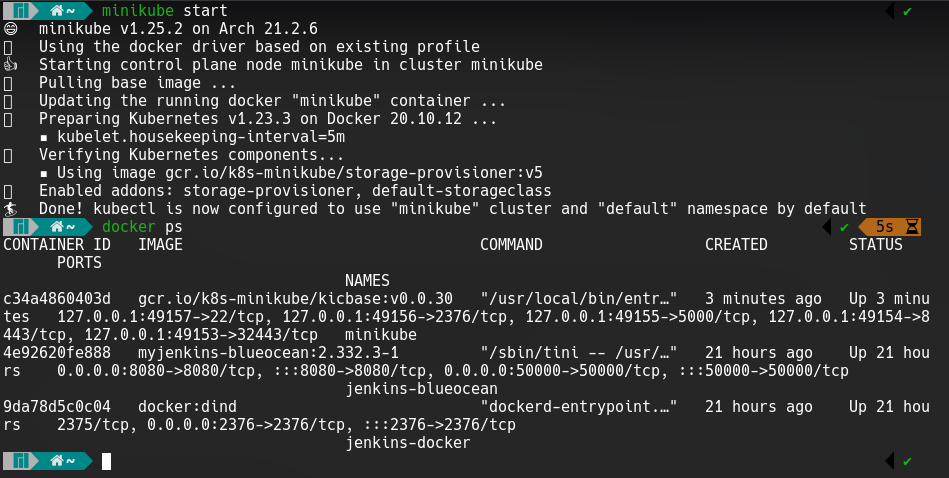 ~ minikube start ✔
😄 minikube v1.25.2 on Arch 21.2.6
Using the docker driver based on existing profile
👍 Starting control plane node minikube in cluster minikube
Pulling base image ...
Updating the running docker "minikube" container ...
Preparing Kubernetes v1.23.3 on Docker 20.10.12 ...
▪ kubelet.housekeeping-interval=5m
Verifying Kubernetes components...
▪ Using image gcr.io/k8s-minikube/storage-provisioner:v5
Enabled addons: storage-provisioner, default-storageclass
🏄 Done! kubectl is now configured to use "minikube" cluster and "default" namespace by default
~ docker ps ✔ 5s
CONTAINER ID IMAGE COMMAND CREATED STATUS
PORTS
NAMES
c34a4860403d gcr.io/k8s-minikube/kicbase:v0.0.30 "/usr/local/bin/entr…" 3 minutes ago Up 3 minu
tes 127.0.0.1:49157->22/tcp, 127.0.0.1:49156->2376/tcp, 127.0.0.1:49155->5000/tcp, 127.0.0.1:49154->8
443/tcp, 127.0.0.1:49153->32443/tcp minikube
4e92620fe888 myjenkins-blueocean:2.332.3-1 "/sbin/tini -- /usr/…" 21 hours ago Up 21 hou
rs 0.0.0.0:8080->8080/tcp, :::8080->8080/tcp, 0.0.0.0:50000->50000/tcp, :::50000->50000/tcp
jenkins-blueocean
9da78d5c0c04 docker:dind "dockerd-entrypoint.…" 21 hours ago Up 21 hou
rs 2375/tcp, 0.0.0.0:2376->2376/tcp, :::2376->2376/tcp
jenkins-docker
~ ✔